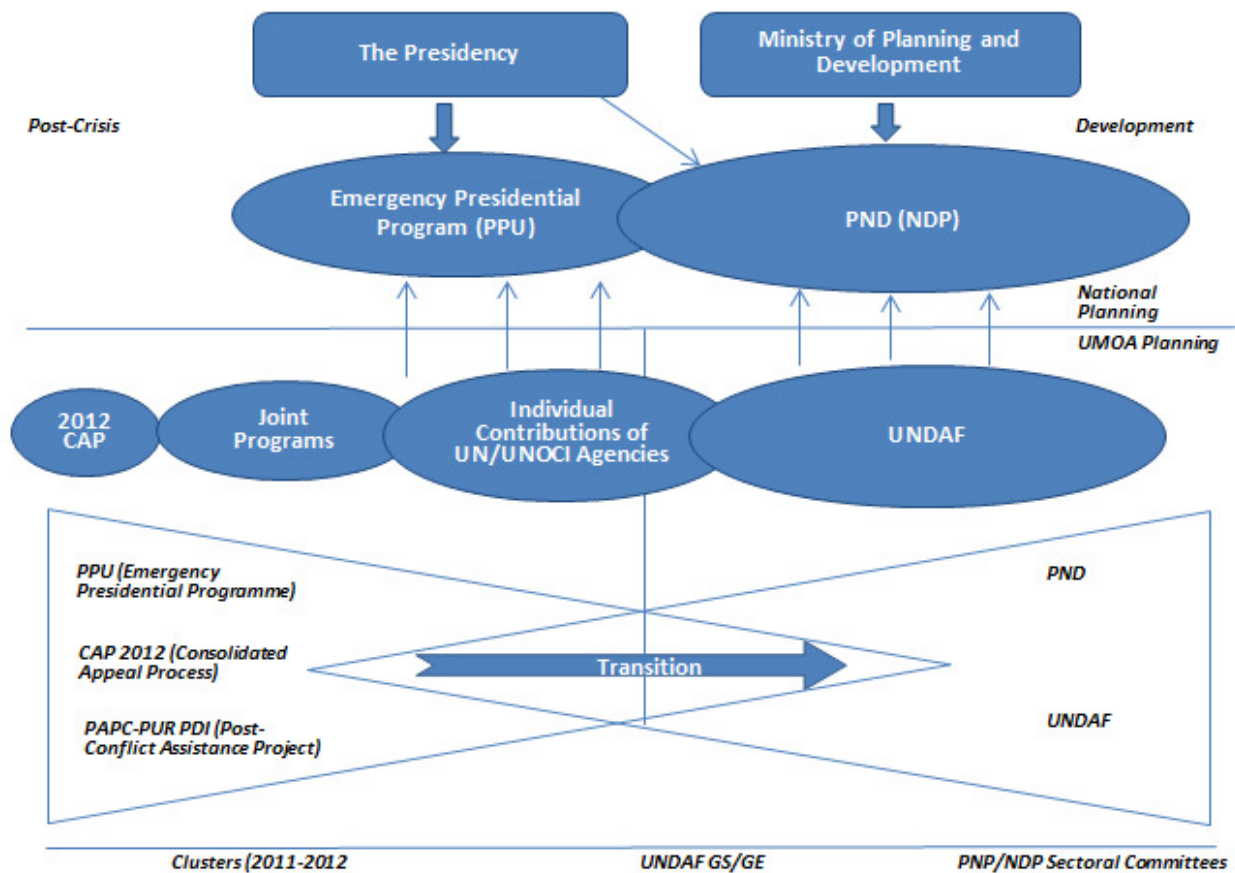 The Presidency
Ministry of Planning and
Development
Post-Crisis
Development
Emergency Presidential
Program (PPU)
PND (NDP)
National
Planning
UMOA Planning
2012
CAP
Joint
Programs
Individual
Contributions of
UN/UNOCI Agencies
UNDAF
PPU (Emergency
Presidential Programme)
PND
CAP 2012 (Consolidated
Appeal Process)
Transition
PAPC-PUR PDI (Post-
Conflict Assistance Project)
UNDAF
Clusters (2011-2012
UNDAF GS/GE
PNP/NDP Sectoral Committees